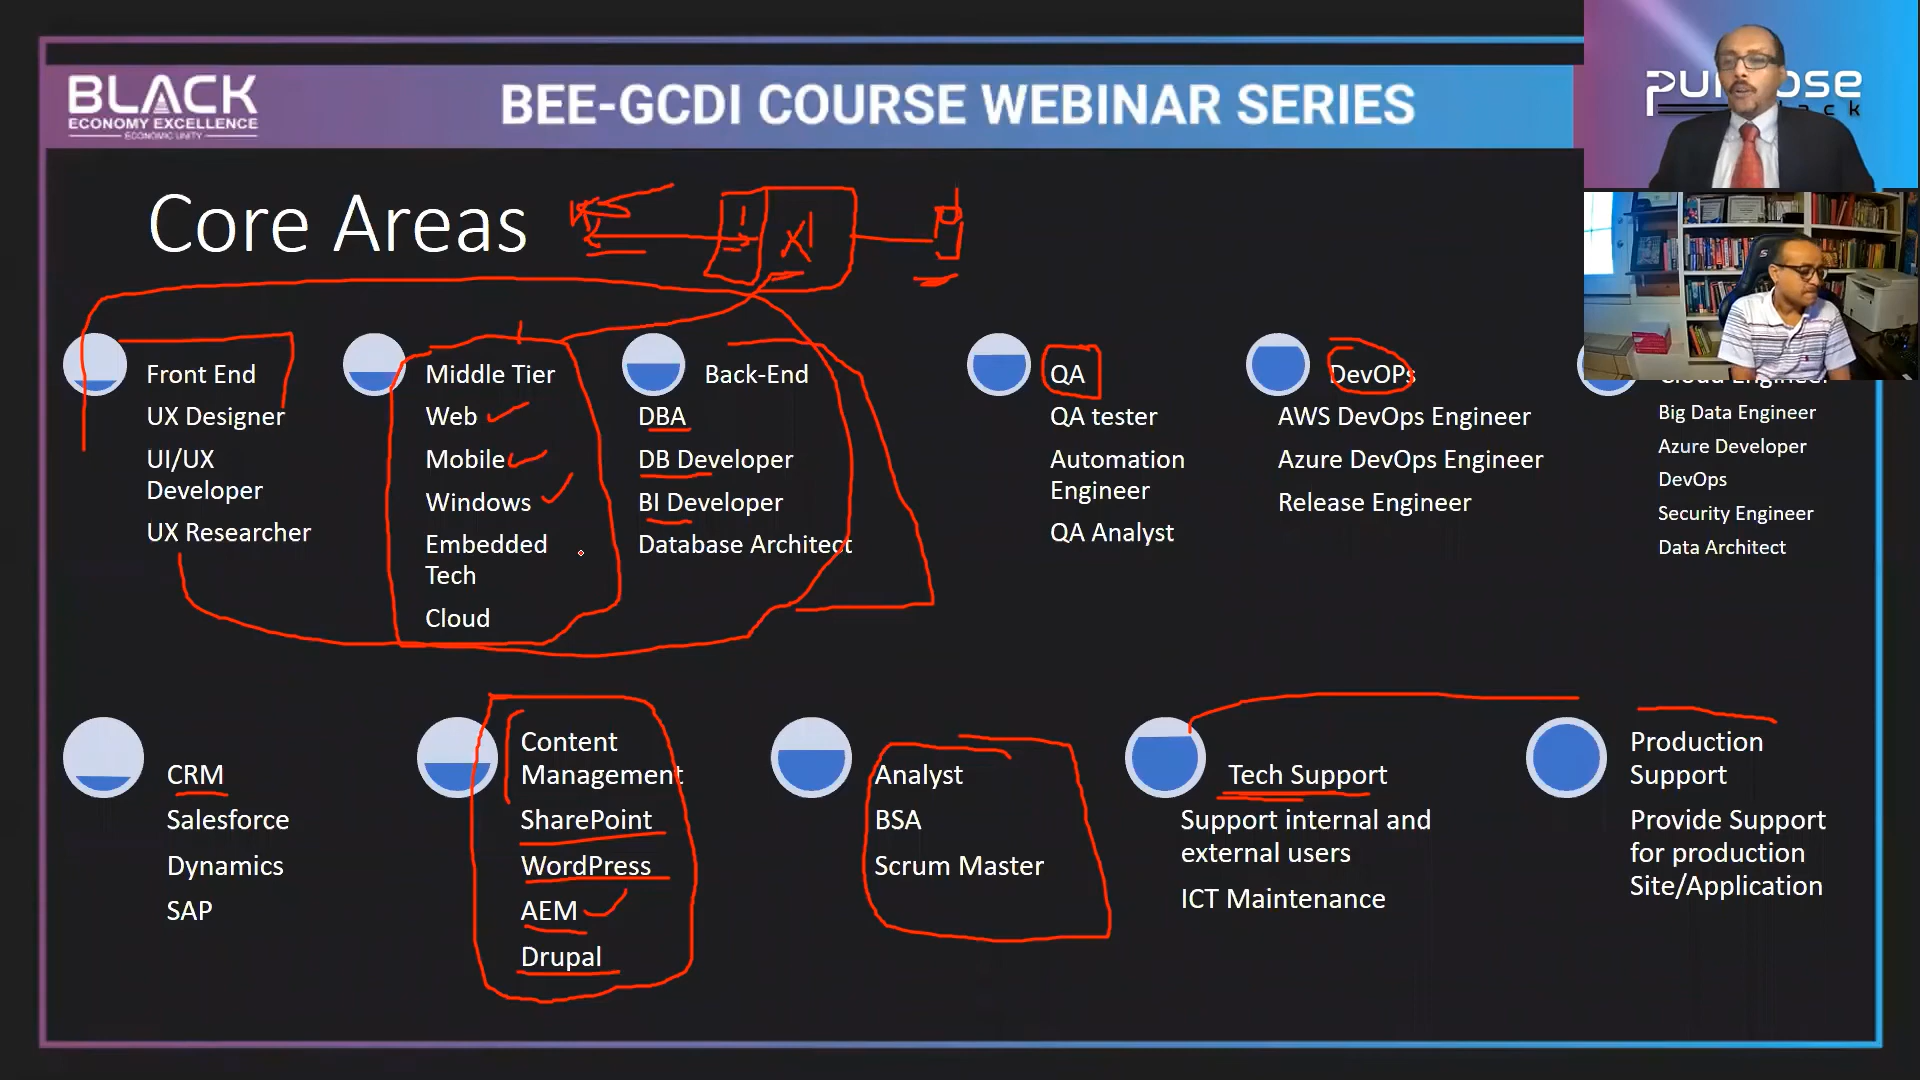 BLACK
ECONOMY EXCELLENCE
ECONOMIC UNITY
BEE-GCDI COURSE WEBINAR SERIES
Core Areas
Front End
UX Designer
UI/UX
Developer
UX Researcher
Middle Tier
Web
Mobile
Windows
Embedded
Tech
Cloud
Back-End
DBA
DB Developer
BI Developer
Database Architect
QA
QA tester
Automation
Engineer
QA Analyst
DevOPs
AWS DevOps Engineer
Azure DevOps Engineer
Release Engineer
Cloud Engineer
Big Data Engineer
Azure Developer
DevOps
Security Engineer
Data Architect
CRM
Salesforce
Dynamics
SAP
Content
Management
SharePoint
WordPress
AEM
Drupal
Analyst
BSA
Scrum Master
Tech Support
Support internal and
external users
ICT Maintenance
Production
Support
Provide Support
for production
Site/Application